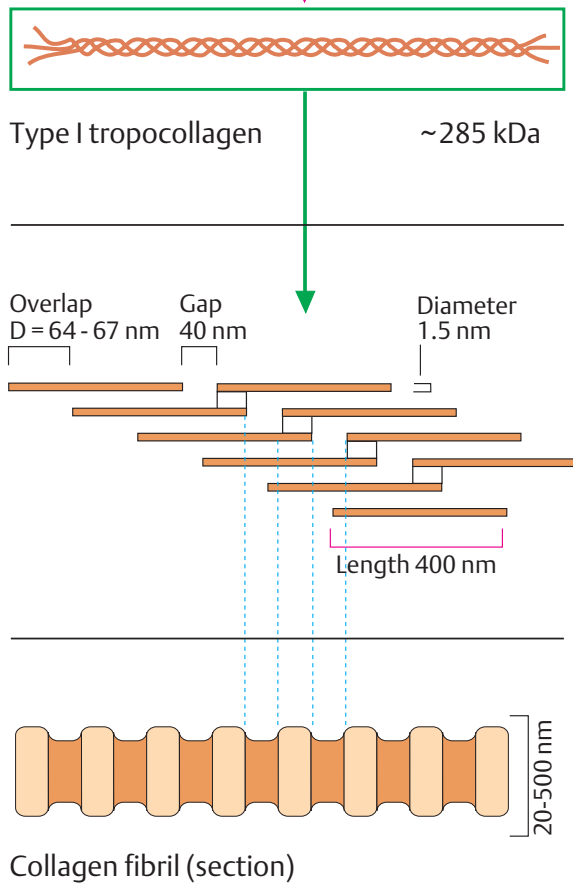 Type I tropocollagen ~285 kDa
Overlap
D = 64 - 67 nm
Gap
40 nm
Diameter
1.5 nm
Length 400 nm
20-500 nm
Collagen fibril (section)